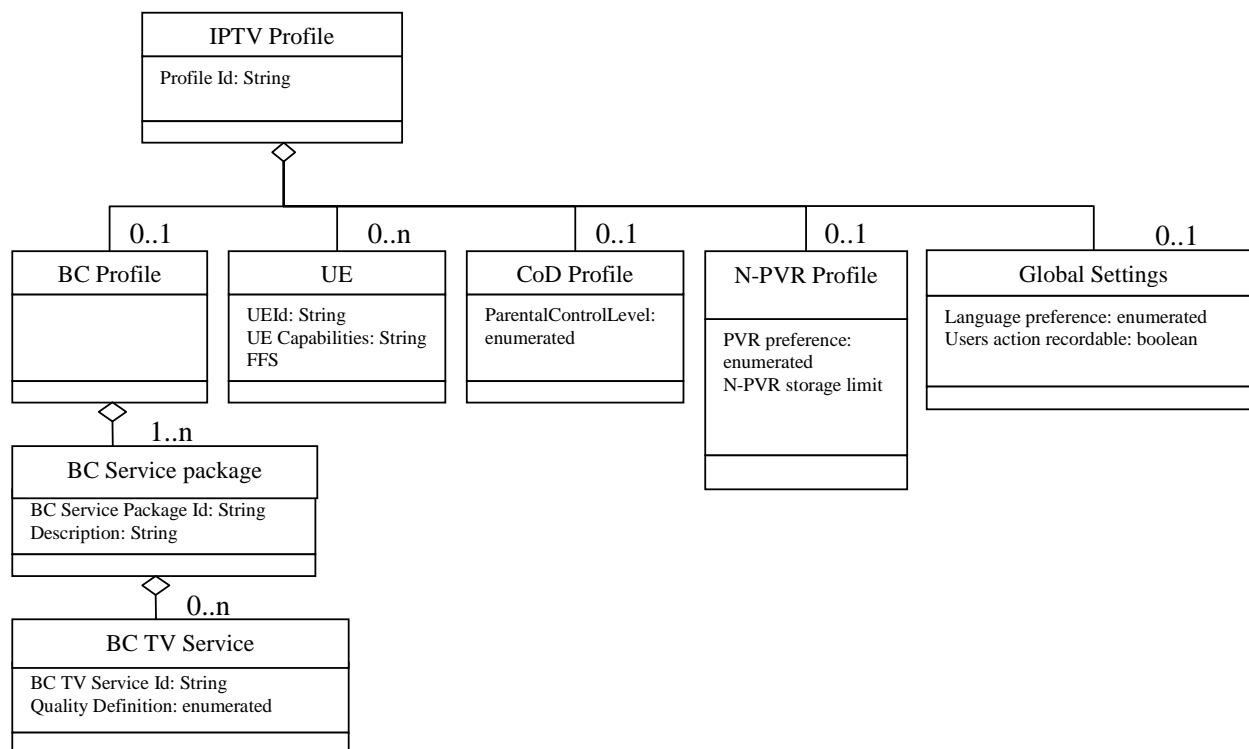 IPTV Profile
Profile Id: String
0..1
0..n
0..1
0..1
0..1
BC Profile
UE
UEId: String
UE Capabilities: String
FFS
CoD Profile
ParentalControlLevel:
enumerated
N-PVR Profile
PVR preference:
enumerated
N-PVR storage limit
Global Settings
Language preference: enumerated
Users action recordable: boolean
1..n
BC Service package
BC Service Package Id: String
Description: String
0..n
BC TV Service
BC TV Service Id: String
Quality Definition: enumerated